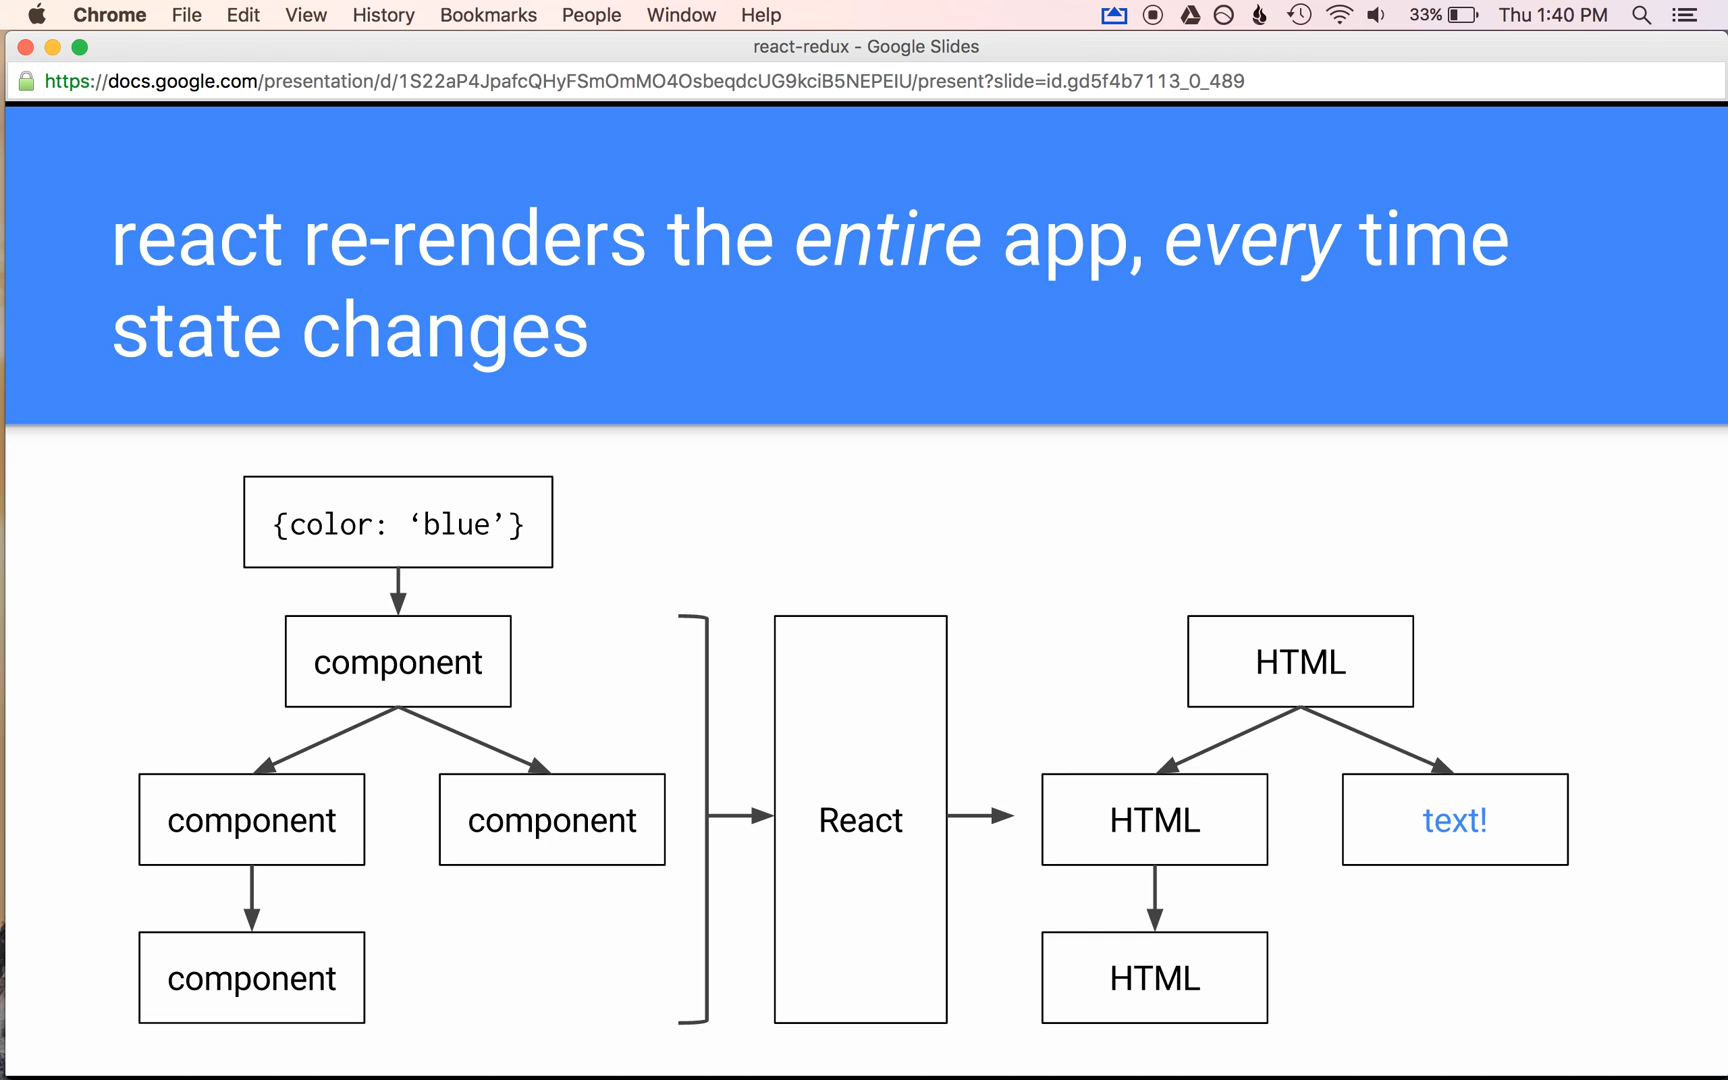 Chrome File Edit View History Bookmarks People Window Help 33% Thu 1:40 PM
react-redux - Google Slides
https://docs.google.com/presentation/d/1S22aP4JpafcQHyFSmOmMO4OsbeqdcUG9kciB5NEPEIU/present?slide=id.gd5f4b7113_0_489
react re-renders the entire app, every time
state changes
{color: ‘blue’}
component
component
component
component
React
HTML
HTML
text!
HTML